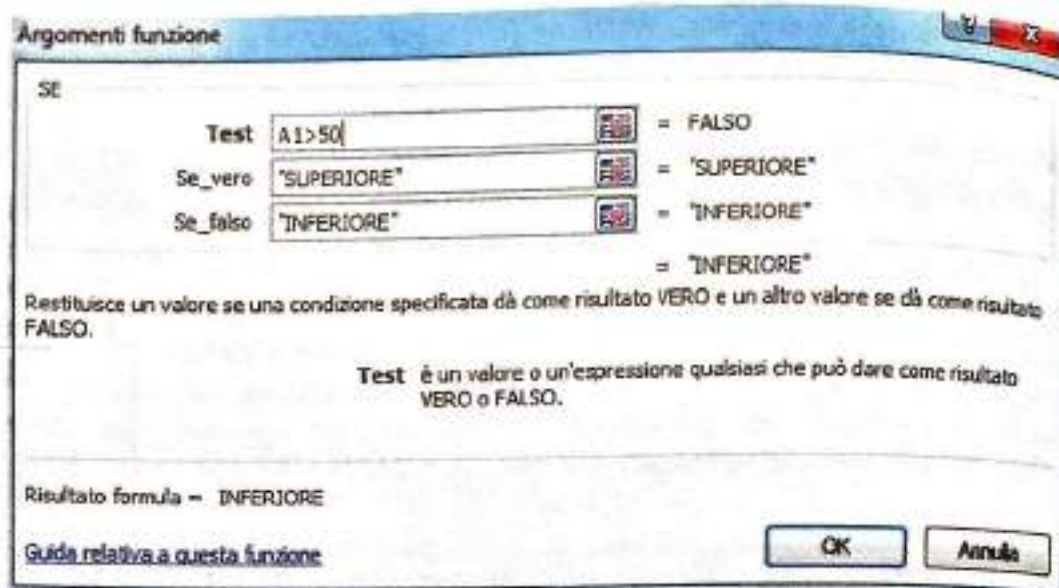 Argomenti funzione
SE
Test A1>50 = FALSO
Se_vero "SUPERIORE" = "SUPERIORE"
Se_falso "INFERIORE" = "INFERIORE"
= "INFERIORE"
Restituisce un valore se una condizione specificata dà come risultato VERO e un altro valore se dà come risultato
FALSO.
Test è un valore o un'espressione qualsiasi che può dare come risultato
VERO o FALSO.
Risultato formula = INFERIORE
Guida relativa a questa funzione
OK
Annulla